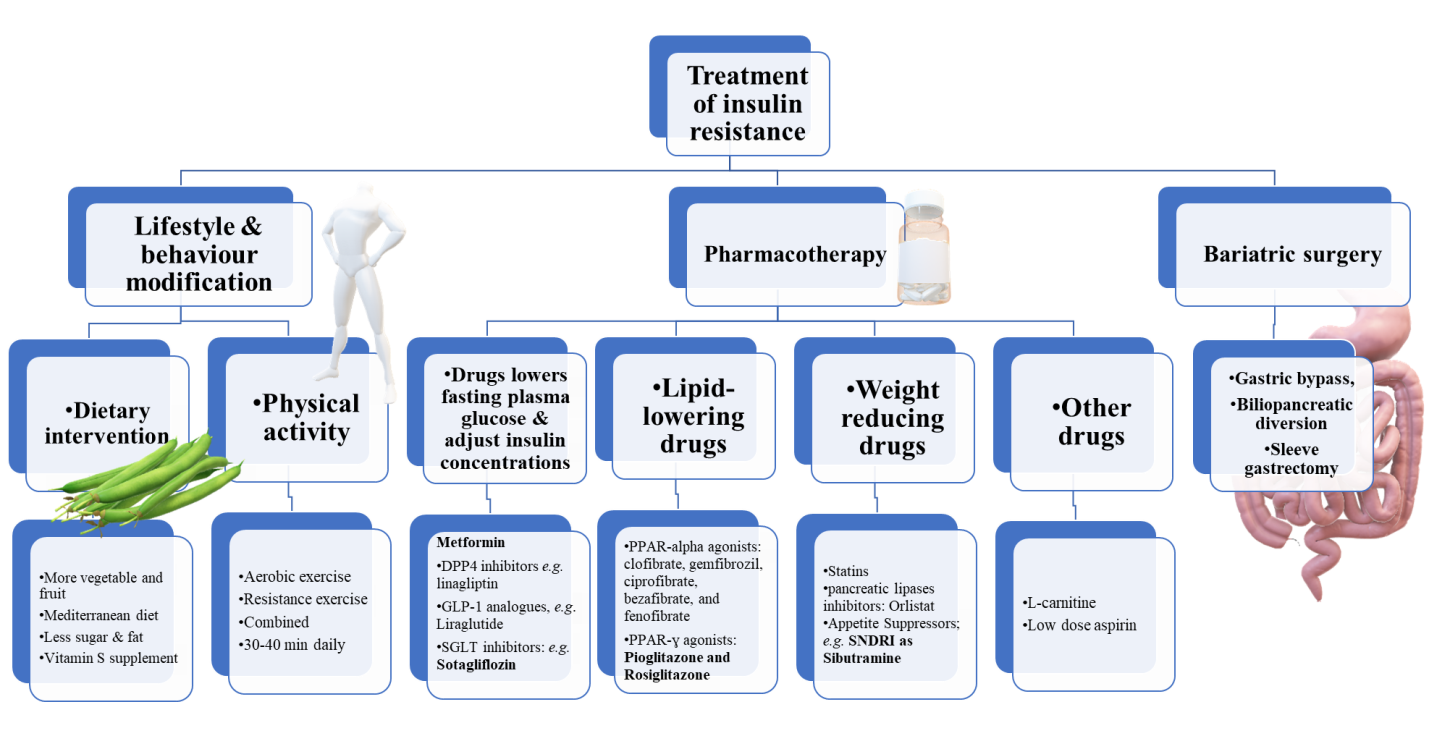 Treatment
of insulin
resistance
Lifestyle &
behaviour
modification
Pharmacotherapy
Bariatric surgery
•Dietary
intervention
•Physical
activity
•Drugs lowers
fasting plasma
glucose &
adjust insulin
concentrations
•Lipid-
lowering
drugs
•Weight
reducing
drugs
•Other
drugs
•Gastric bypass,
•Biliopancreatic
diversion
•Sleeve
gastrectomy
•More vegetable and
fruit
•Mediterranean diet
•Less sugar & fat
•Vitamin S supplement
•Aerobic exercise
•Resistance exercise
•Combined
•30-40 min daily
Metformin
•DPP4 inhibitors e.g.
linagliptin
•GLP-1 analogues, e.g.
Liraglutide
•SGLT inhibitors: e.g.
Sotagliflozin
•PPAR-alpha agonists:
clofibrate, gemfibrozil,
ciprofibrate,
bezafibrate, and
fenofibrate
•PPAR-ɣ agonists:
Pioglitazone and
Rosiglitazone
•Statins
•pancreatic lipases
inhibitors: Orlistat
•Appetite Suppressors;
e.g. SNDRI as
Sibutramine
•L-carnitine
•Low dose aspirin